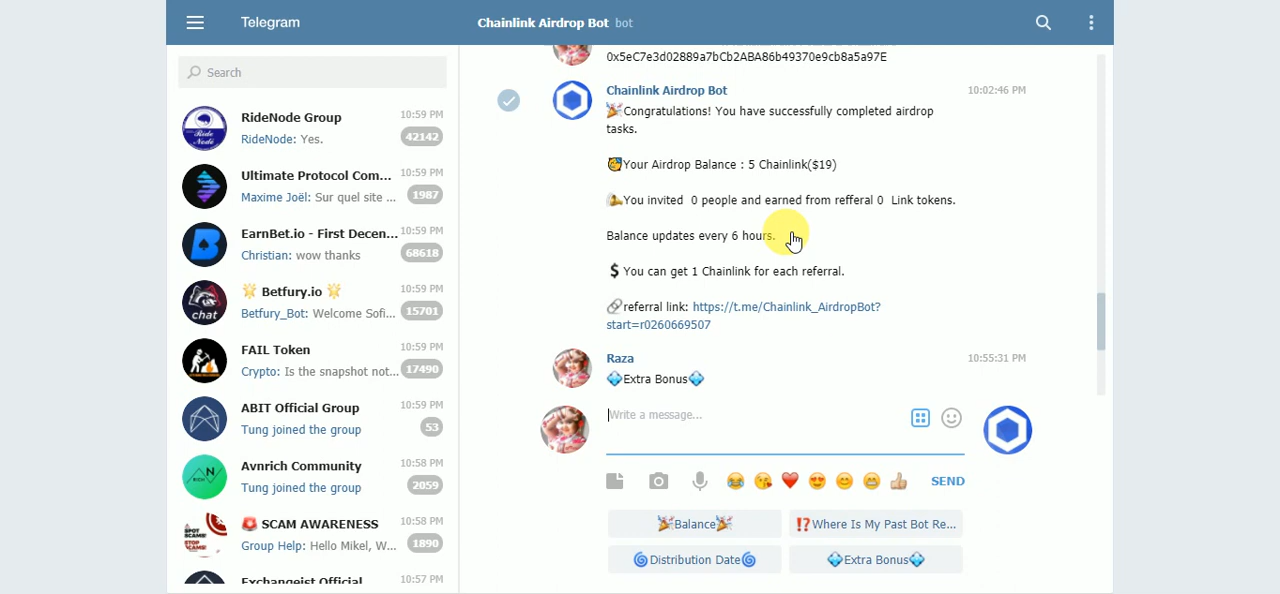 Telegram
Chainlink Airdrop Bot bot
Search
RideNode Group 10:59 PM
RideNode: Yes. 42142
Ultimate Protocol Com... 10:59 PM
Maxime Joël: Sur quel site ... 1987
EarnBet.io - First Decen... 10:59 PM
Christian: wow thanks 68618
🌟 Betfury.io 🌟 10:59 PM
Betfury_Bot: Welcome Sofi... 15701
FAIL Token 10:59 PM
Crypto: Is the snapshot not... 17490
ABIT Official Group 10:59 PM
Tung joined the group 53
Avnrich Community 10:58 PM
Tung joined the group 2059
🚨 SCAM AWARENESS 10:58 PM
Group Help: Hello Mikel, W... 1890
Exchangeist Official 10:57 PM
0x5eC7e3d02889a7bCb2ABA86b49370e9cb8a5a97E
Chainlink Airdrop Bot 10:02:46 PM
🎉Congratulations! You have successfully completed airdrop
tasks.
Your Airdrop Balance : 5 Chainlink($19)
You invited 0 people and earned from refferal 0 Link tokens.
Balance updates every 6 hours.
💲 You can get 1 Chainlink for each referral.
🔗referral link: https://t.me/Chainlink_AirdropBot?
start=r0260669507
Raza 10:55:31 PM
💠Extra Bonus💠
Write a message...
SEND
🎉Balance🎉
⁉️Where Is My Past Bot Re...
🌀Distribution Date🌀
💠Extra Bonus💠